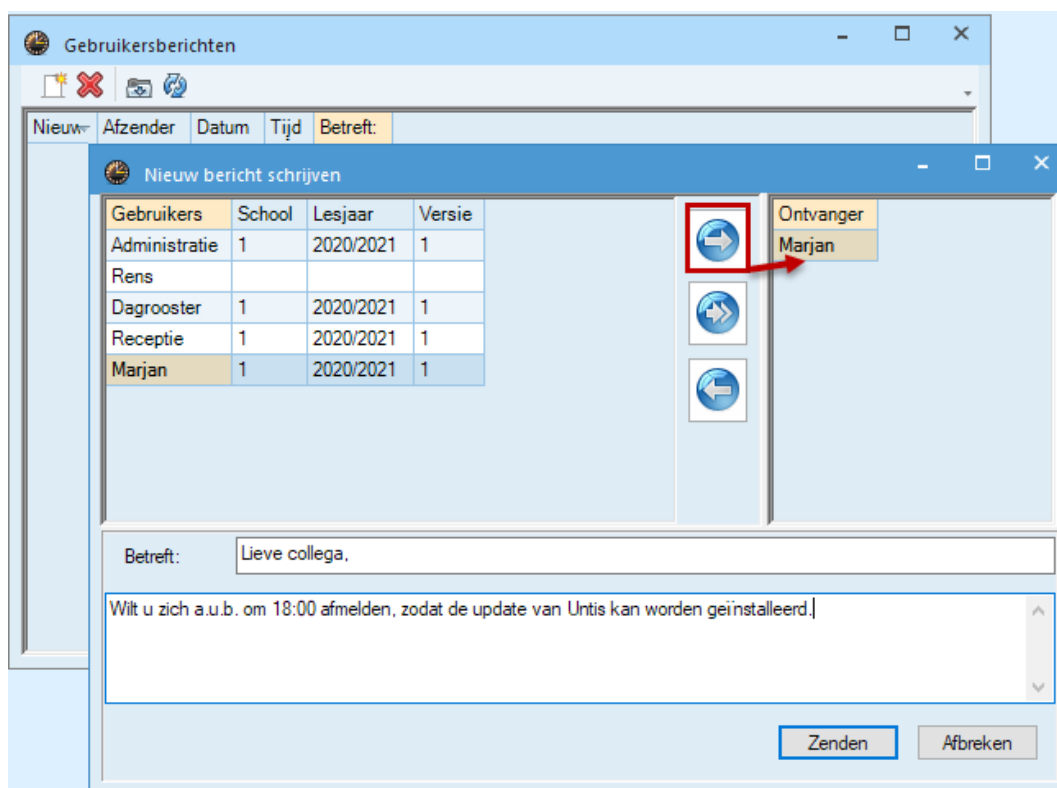 Gebruikersberichten
Nieuw Afzender Datum Tijd Betreft:
Nieuw bericht schrijven
Gebruikers School Lesjaar Versie
Administratie 1 2020/2021 1
Rens
Dagrooster 1 2020/2021 1
Receptie 1 2020/2021 1
Marjan 1 2020/2021 1
Ontvanger
Marjan
Betreft: Lieve collega,
Wilt u zich a.u.b. om 18:00 afmelden, zodat de update van Untis kan worden geïnstalleerd.
Zenden Afbreken